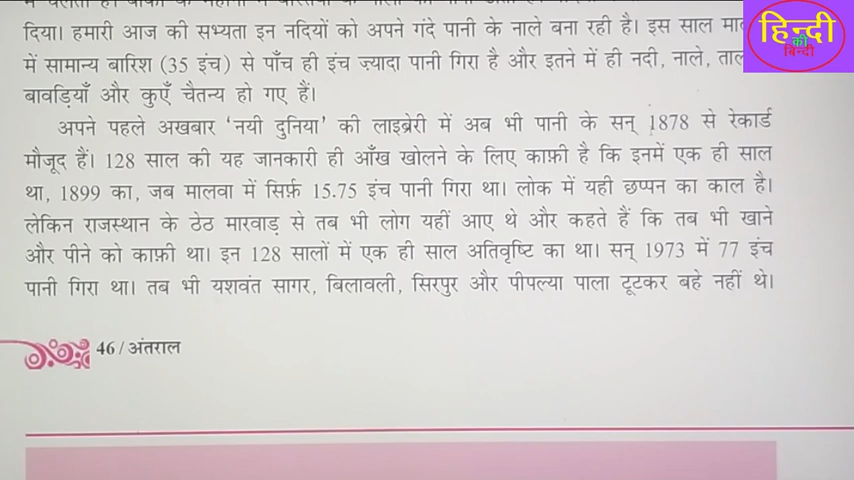 दिया। हमारी आज की सभ्यता इन नदियों को अपने गंदे पानी के नाले बना रही है। इस साल
में सामान्य बारिश (35 इंच) से पाँच ही इंच ज्यादा पानी गिरा है और इतने में ही नदी, नाले,
बावड़ियाँ और कुएँ चैतन्य हो गए हैं।
अपने पहले अखबार ‘नयी दुनिया’ की लाइब्रेरी में अब भी पानी के सन् 1878 से रेकार्ड
मौजूद हैं। 128 साल की यह जानकारी ही आँख खोलने के लिए काफ़ी है कि इनमें एक ही साल
था, 1899 का, जब मालवा में सिर्फ़ 15.75 इंच पानी गिरा था। लोक में यही छप्पन का काल है।
लेकिन राजस्थान के ठेठ मारवाड़ से तब भी लोग यहीं आए थे और कहते हैं कि तब भी खाने
और पीने को काफ़ी था। इन 128 सालों में एक ही साल अतिवृष्टि का था। सन् 1973 में 77 इंच
पानी गिरा था। तब भी यशवंत सागर, बिलावली, सिरपुर और पीपल्या पाला टूटकर बहे नहीं थे।
46/अंतराल
हिन्दी
की
बिन्दी